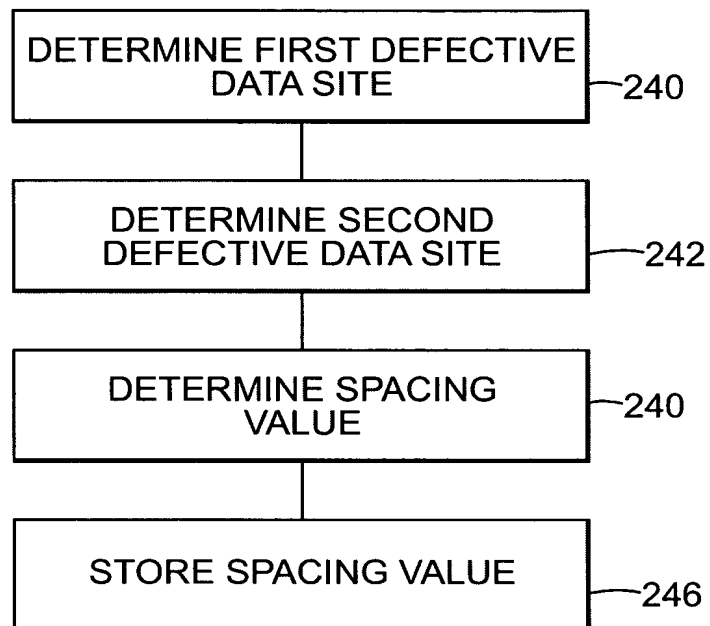 DETERMINE FIRST DEFECTIVE
DATA SITE
240
DETERMINE SECOND
DEFECTIVE DATA SITE
242
DETERMINE SPACING
VALUE
240
STORE SPACING VALUE
246